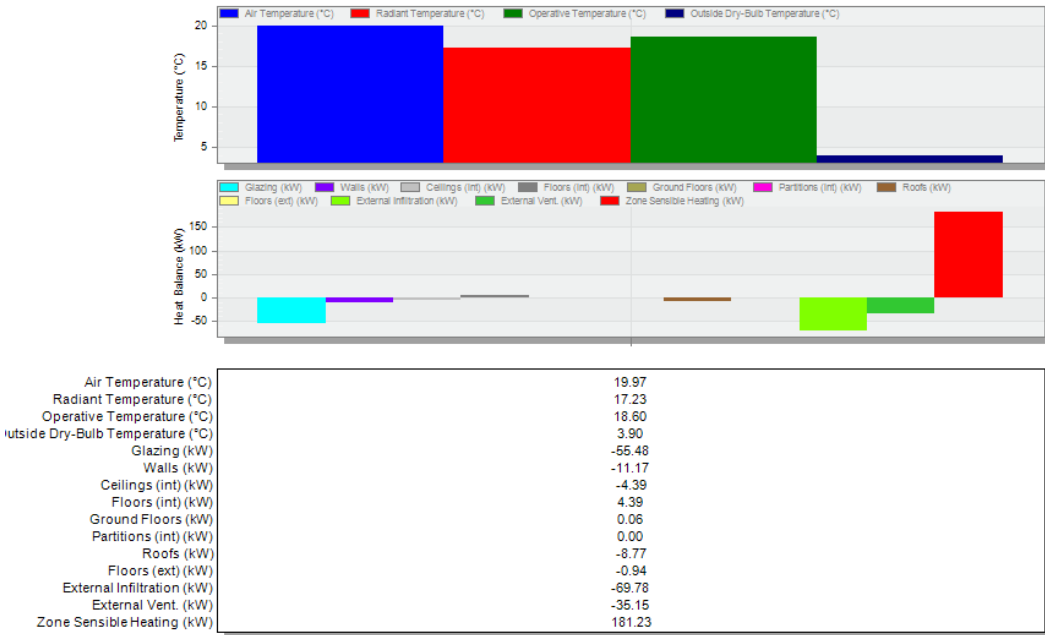 Air Temperature (°C) Radiant Temperature (°C) Operative Temperature (°C) Outside Dry-Bulb Temperature (°C)
20
15
10
5
Temperature (°C)
Glazing (kW) Walls (kW) Ceilings (int) (kW) Floors (int) (kW) Ground Floors (kW) Partitions (int) (kW) Roofs (kW)
Floors (ext) (kW) External Infiltration (kW) External Vent. (kW) Zone Sensible Heating (kW)
150
100
50
0
-50
Heat Balance (kW)
Air Temperature (°C) 19.97
Radiant Temperature (°C) 17.23
Operative Temperature (°C) 18.60
utside Dry-Bulb Temperature (°C) 3.90
Glazing (kW) -55.48
Walls (kW) -11.17
Ceilings (int) (kW) -4.39
Floors (int) (kW) 4.39
Ground Floors (kW) 0.06
Partitions (int) (kW) 0.00
Roofs (kW) -8.77
Floors (ext) (kW) -0.94
External Infiltration (kW) -69.78
External Vent. (kW) -35.15
Zone Sensible Heating (kW) 181.23